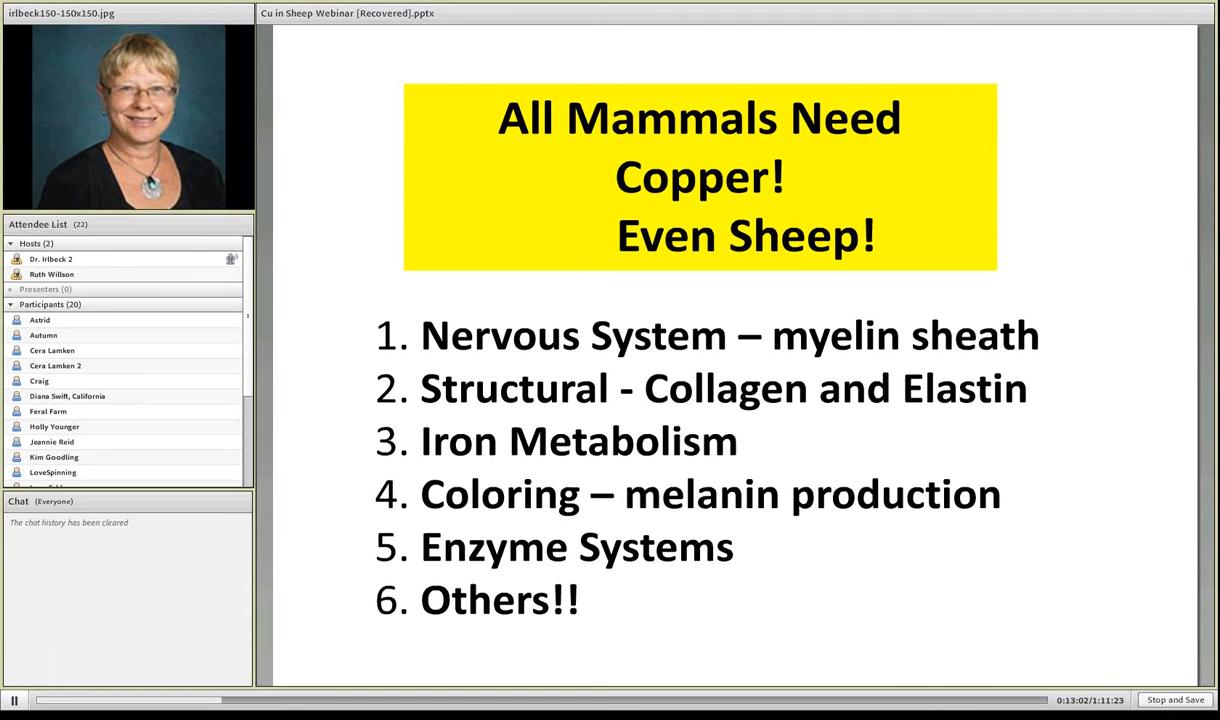 irlbeck150-150x150.jpg
Cu in Sheep Webinar [Recovered].pptx
All Mammals Need
Copper!
Even Sheep!
1. Nervous System – myelin sheath
2. Structural - Collagen and Elastin
3. Iron Metabolism
4. Coloring – melanin production
5. Enzyme Systems
6. Others!!
Attendee List (22)
Hosts (2)
Dr. Irlbeck 2
Ruth Willson
Presenters (0)
Participants (20)
Astrid
Autumn
Cera Lamken
Cera Lamken 2
Craig
Diana Swift, California
Feral Farm
Holly Younger
Jeannie Reid
Kim Goodling
LoveSpinning
Chat (Everyone)
The chat history has been cleared
0:13:02/1:11:23
Stop and Save